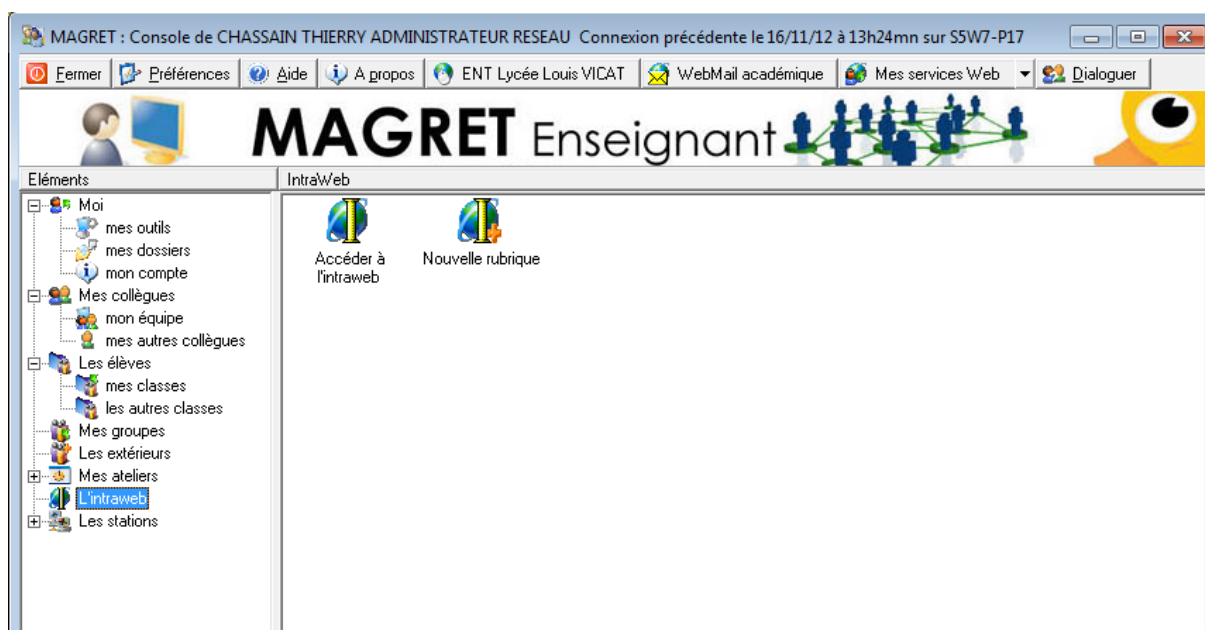 MAGRET : Console de CHASSAIN THIERRY ADMINISTRATEUR RESEAU Connexion précédente le 16/11/12 à 13h24mn sur S5W7-P17
Fermer Préférences Aide A propos ENT Lycée Louis VICAT WebMail académique Mes services Web Dialoguer
MAGRET Enseignant
Eléments IntraWeb
Moi
mes outils
mes dossiers
mon compte
Mes collègues
mon équipe
mes autres collègues
Les élèves
mes classes
les autres classes
Mes groupes
Les extérieurs
Mes ateliers
L'intraweb
Les stations
Accéder à
l'intraweb
Nouvelle rubrique